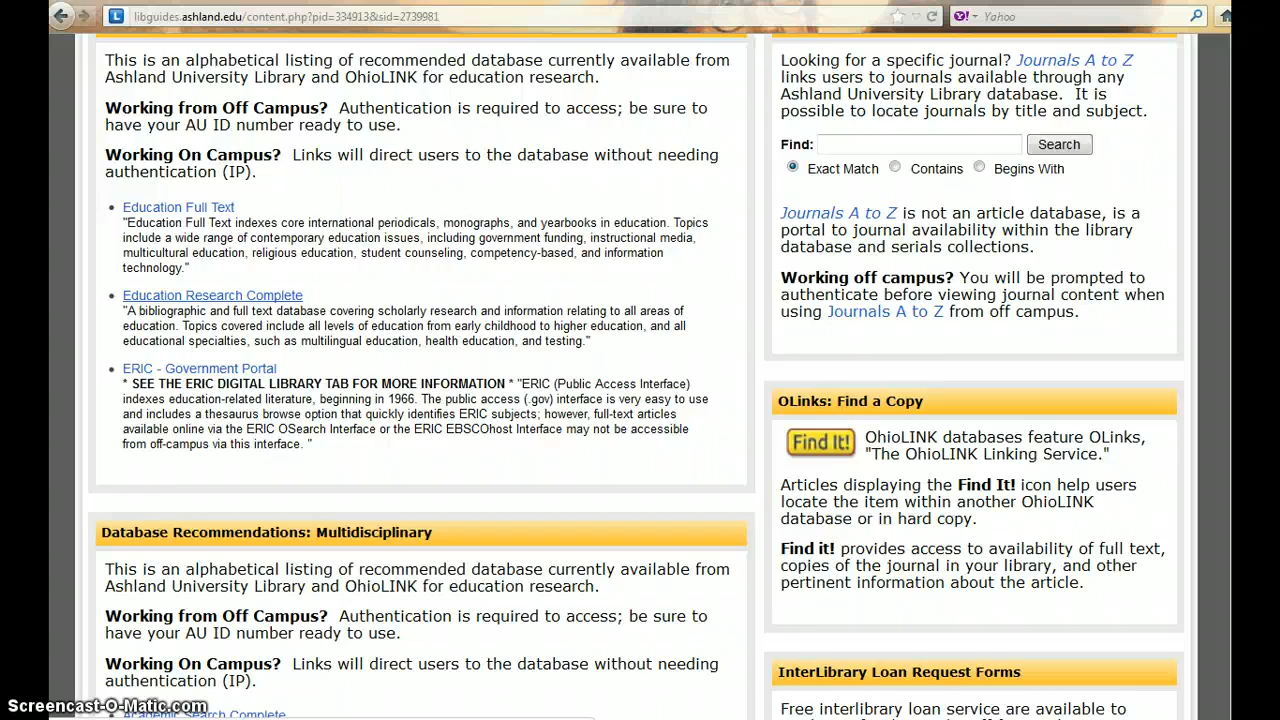 libguides.ashland.edu/content.php?pid=334913&sid=2739981
Yahoo
This is an alphabetical listing of recommended database currently available from
Ashland University Library and OhioLINK for education research.
Working from Off Campus? Authentication is required to access; be sure to
have your AU ID number ready to use.
Working On Campus? Links will direct users to the database without needing
authentication (IP).
Education Full Text
"Education Full Text indexes core international periodicals, monographs, and yearbooks in education. Topics
include a wide range of contemporary education issues, including government funding, instructional media,
multicultural education, religious education, student counseling, competency-based, and information
technology."
Education Research Complete
"A bibliographic and full text database covering scholarly research and information relating to all areas of
education. Topics covered include all levels of education from early childhood to higher education, and all
educational specialties, such as multilingual education, health education, and testing."
ERIC - Government Portal
* SEE THE ERIC DIGITAL LIBRARY TAB FOR MORE INFORMATION * "ERIC (Public Access Interface)
indexes education-related literature, beginning in 1966. The public access (.gov) interface is very easy to use
and includes a thesaurus browse option that quickly identifies ERIC subjects; however, full-text articles
available online via the ERIC OSearch Interface or the ERIC EBSCOhost Interface may not be accessible
from off-campus via this interface. "
Database Recommendations: Multidisciplinary
This is an alphabetical listing of recommended database currently available from
Ashland University Library and OhioLINK for education research.
Working from Off Campus? Authentication is required to access; be sure to
have your AU ID number ready to use.
Working On Campus? Links will direct users to the database without needing
authentication (IP).
Academic Search Complete
Looking for a specific journal? Journals A to Z
links users to journals available through any
Ashland University Library database. It is
possible to locate journals by title and subject.
Find: Search
Exact Match Contains Begins With
Journals A to Z is not an article database, is a
portal to journal availability within the library
database and serials collections.
Working off campus? You will be prompted to
authenticate before viewing journal content when
using Journals A to Z from off campus.
OLinks: Find a Copy
Find It! OhioLINK databases feature OLinks,
"The OhioLINK Linking Service."
Articles displaying the Find It! icon help users
locate the item within another OhioLINK
database or in hard copy.
Find it! provides access to availability of full text,
copies of the journal in your library, and other
pertinent information about the article.
InterLibrary Loan Request Forms
Free interlibrary loan service are available to
Screencast-O-Matic.com